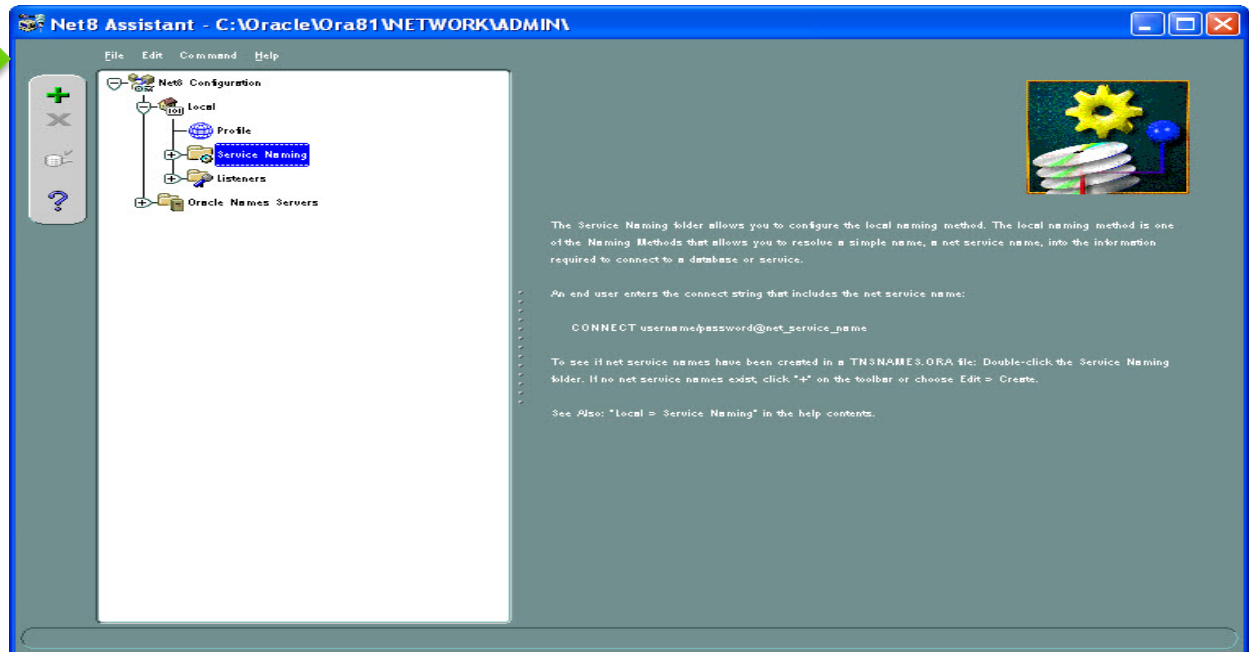 Net8 Assistant - C:\Oracle\Ora81\NETWORK\ADMIN\
File Edit Command Help
Net8 Configuration
Local
Profile
Service Naming
Listeners
Oracle Names Servers
The Service Naming folder allows you to configure the local naming method. The local naming method is one
of the Naming Methods that allows you to resolve a simple name, a net service name, into the information
required to connect to a database or service.
An end user enters the connect string that includes the net service name:
CONNECT username/password@net_service_name
To see if net service names have been created in a TNSNAMES.ORA file: Double-click the Service Naming
folder. If no net service names exist, click "+" on the toolbar or choose Edit > Create.
See Also: "Local > Service Naming" in the help contents.